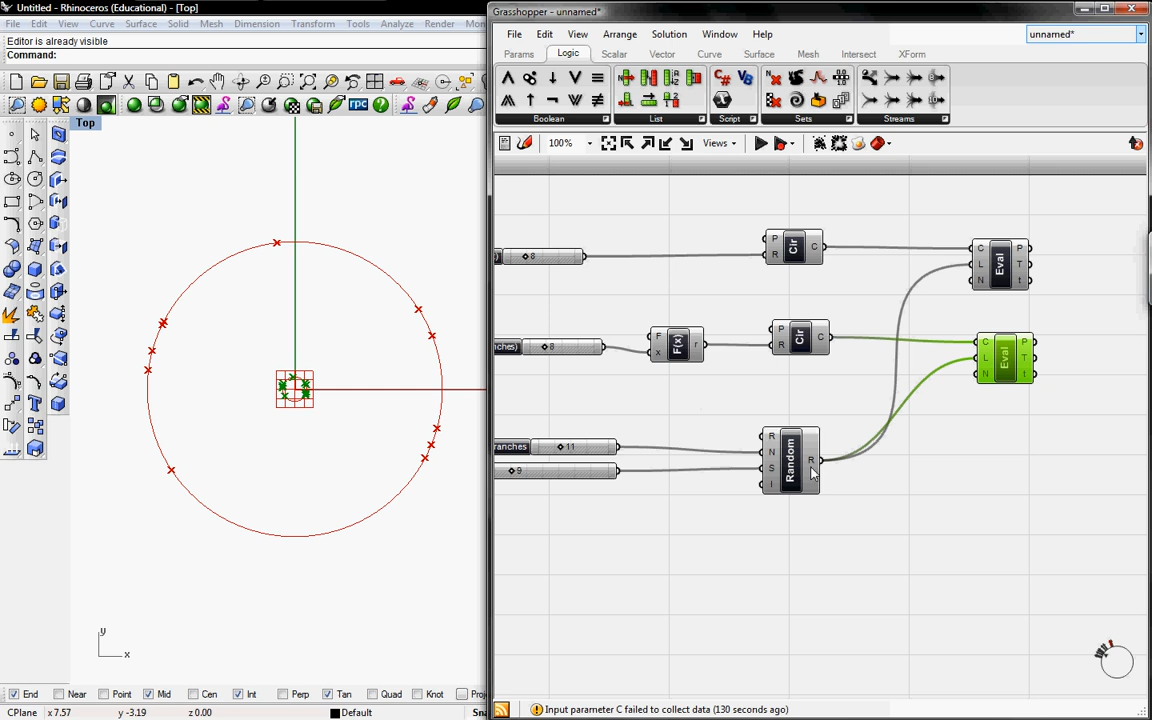 Untitled - Rhinoceros (Educational) - [Top]
File Edit View Curve Surface Solid Mesh Dimension Transform Tools Analyze Render
Editor is already visible
Command:
Top
y
x
End Near Point Mid Cen Int Perp Tan Quad Knot
CPlane x 7.57 y -3.19 z 0.00 Default
Grasshopper - unnamed*
File Edit View Arrange Solution Window Help unnamed*
Params Logic Scalar Vector Curve Surface Mesh Intersect XForm
Boolean List Script Sets Streams
100% Views
8 P R Cir C C L N Eval P T t
nches) 8 F x F(x) r P R Cir C C L N Eval P T t
ranches 11
9
R N S I Random R
Input parameter C failed to collect data (130 seconds ago)